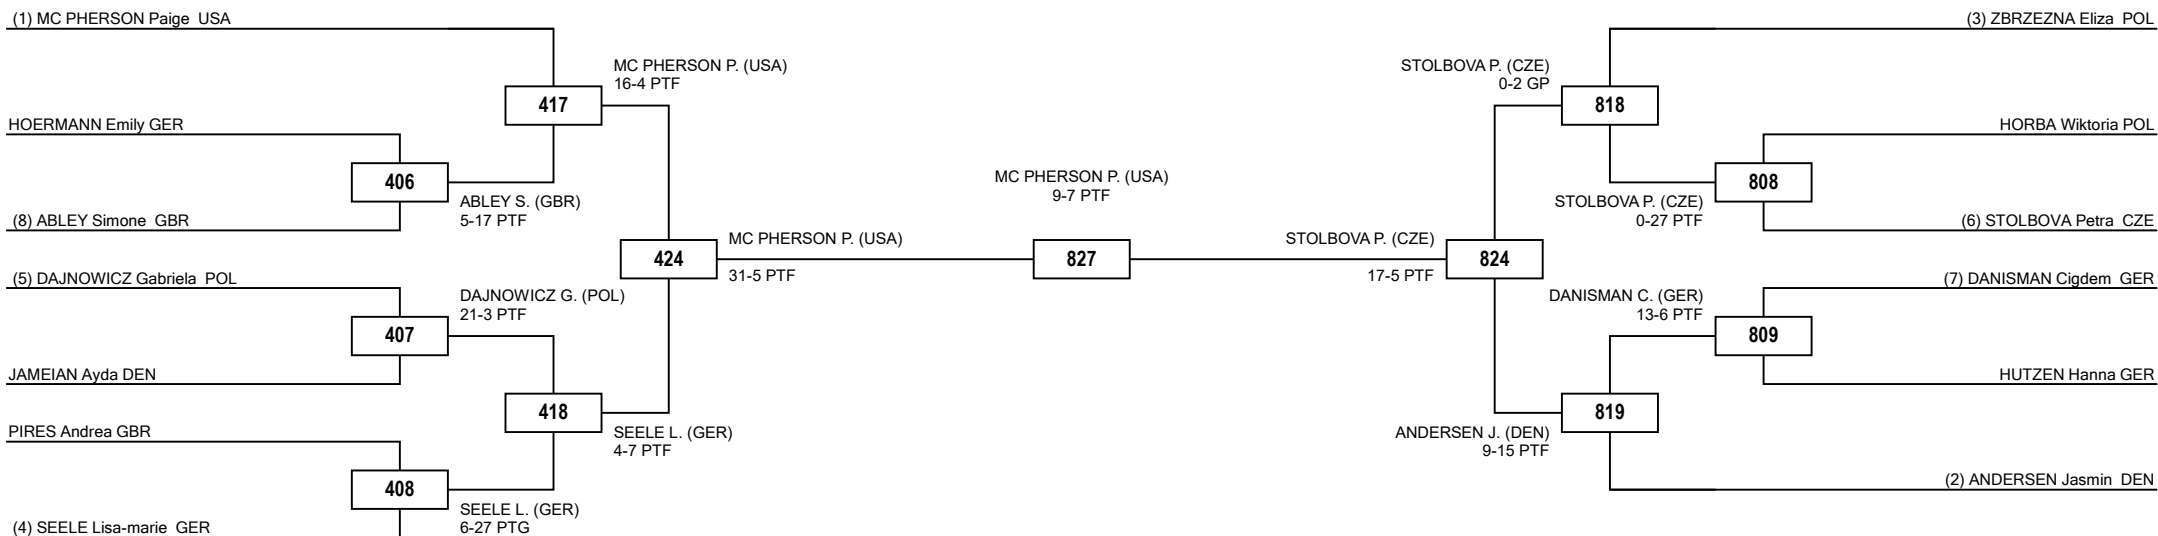 (1) MC PHERSON Paige  USA
(3) ZBRZEZNA Eliza  POL
MC PHERSON P. (USA)
16-4 PTF
STOLBOVA P. (CZE)
0-2 GP
417
818
HOERMANN Emily GER
HORBA Wiktoria POL
406
808
MC PHERSON P. (USA)
9-7 PTF
ABLEY S. (GBR)
5-17 PTF
STOLBOVA P. (CZE)
0-27 PTF
(8) ABLEY Simone  GBR
(6) STOLBOVA Petra  CZE
424
MC PHERSON P. (USA)
31-5 PTF
827
STOLBOVA P. (CZE)
17-5 PTF
824
(5) DAJNOWICZ Gabriela  POL
(7) DANISMAN Cigdem  GER
DAJNOWICZ G. (POL)
21-3 PTF
DANISMAN C. (GER)
13-6 PTF
407
809
JAMEIAN Ayda DEN
HUTZEN Hanna GER
418
819
PIRES Andrea GBR
SEELE L. (GER)
4-7 PTF
ANDERSEN J. (DEN)
9-15 PTF
408
(2) ANDERSEN Jasmin  DEN
SEELE L. (GER)
6-27 PTG
(4) SEELE Lisa-marie  GER